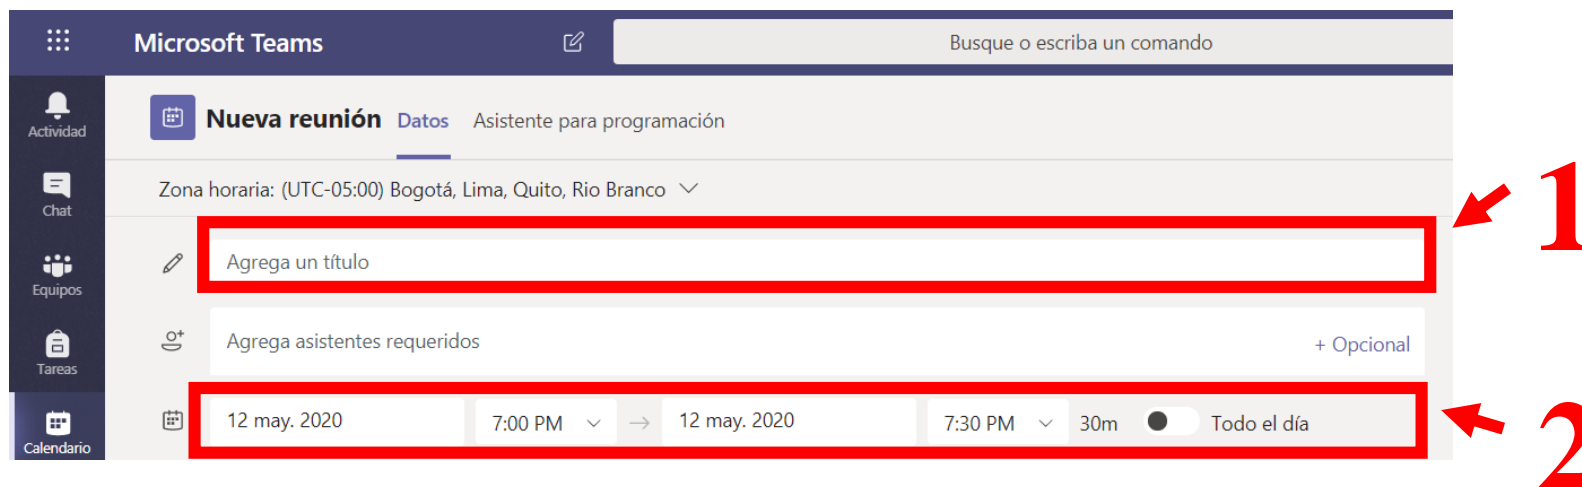 Microsoft Teams
Busque o escriba un comando
Actividad
Nueva reunión Datos Asistente para programación
Chat
Zona horaria: (UTC-05:00) Bogotá, Lima, Quito, Rio Branco
1
Equipos
Agrega un título
Tareas
Agrega asistentes requeridos + Opcional
Calendario
12 may. 2020 7:00 PM → 12 may. 2020 7:30 PM 30m Todo el día
2